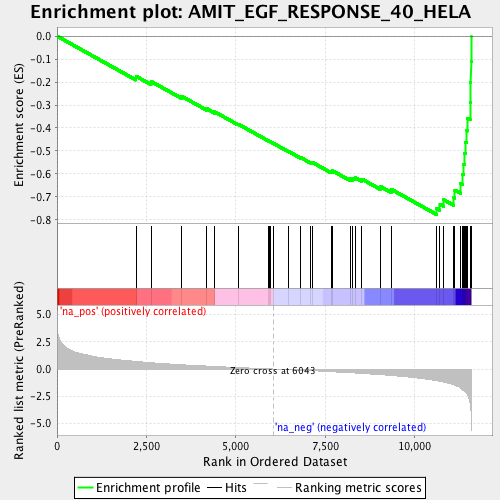 Enrichment plot: AMIT_EGF_RESPONSE_40_HELA
Enrichment score (ES)
0.0
-0.1
-0.2
-0.3
-0.4
-0.5
-0.6
-0.7
-0.8
Ranked list metric (PreRanked)
'na_pos' (positively correlated)
5.0
2.5
0.0
-2.5
-5.0
Zero cross at 6043
'na_neg' (negatively correlated)
0
2,500
5,000
7,500
10,000
Rank in Ordered Dataset
Enrichment profile
Hits
Ranking metric scores